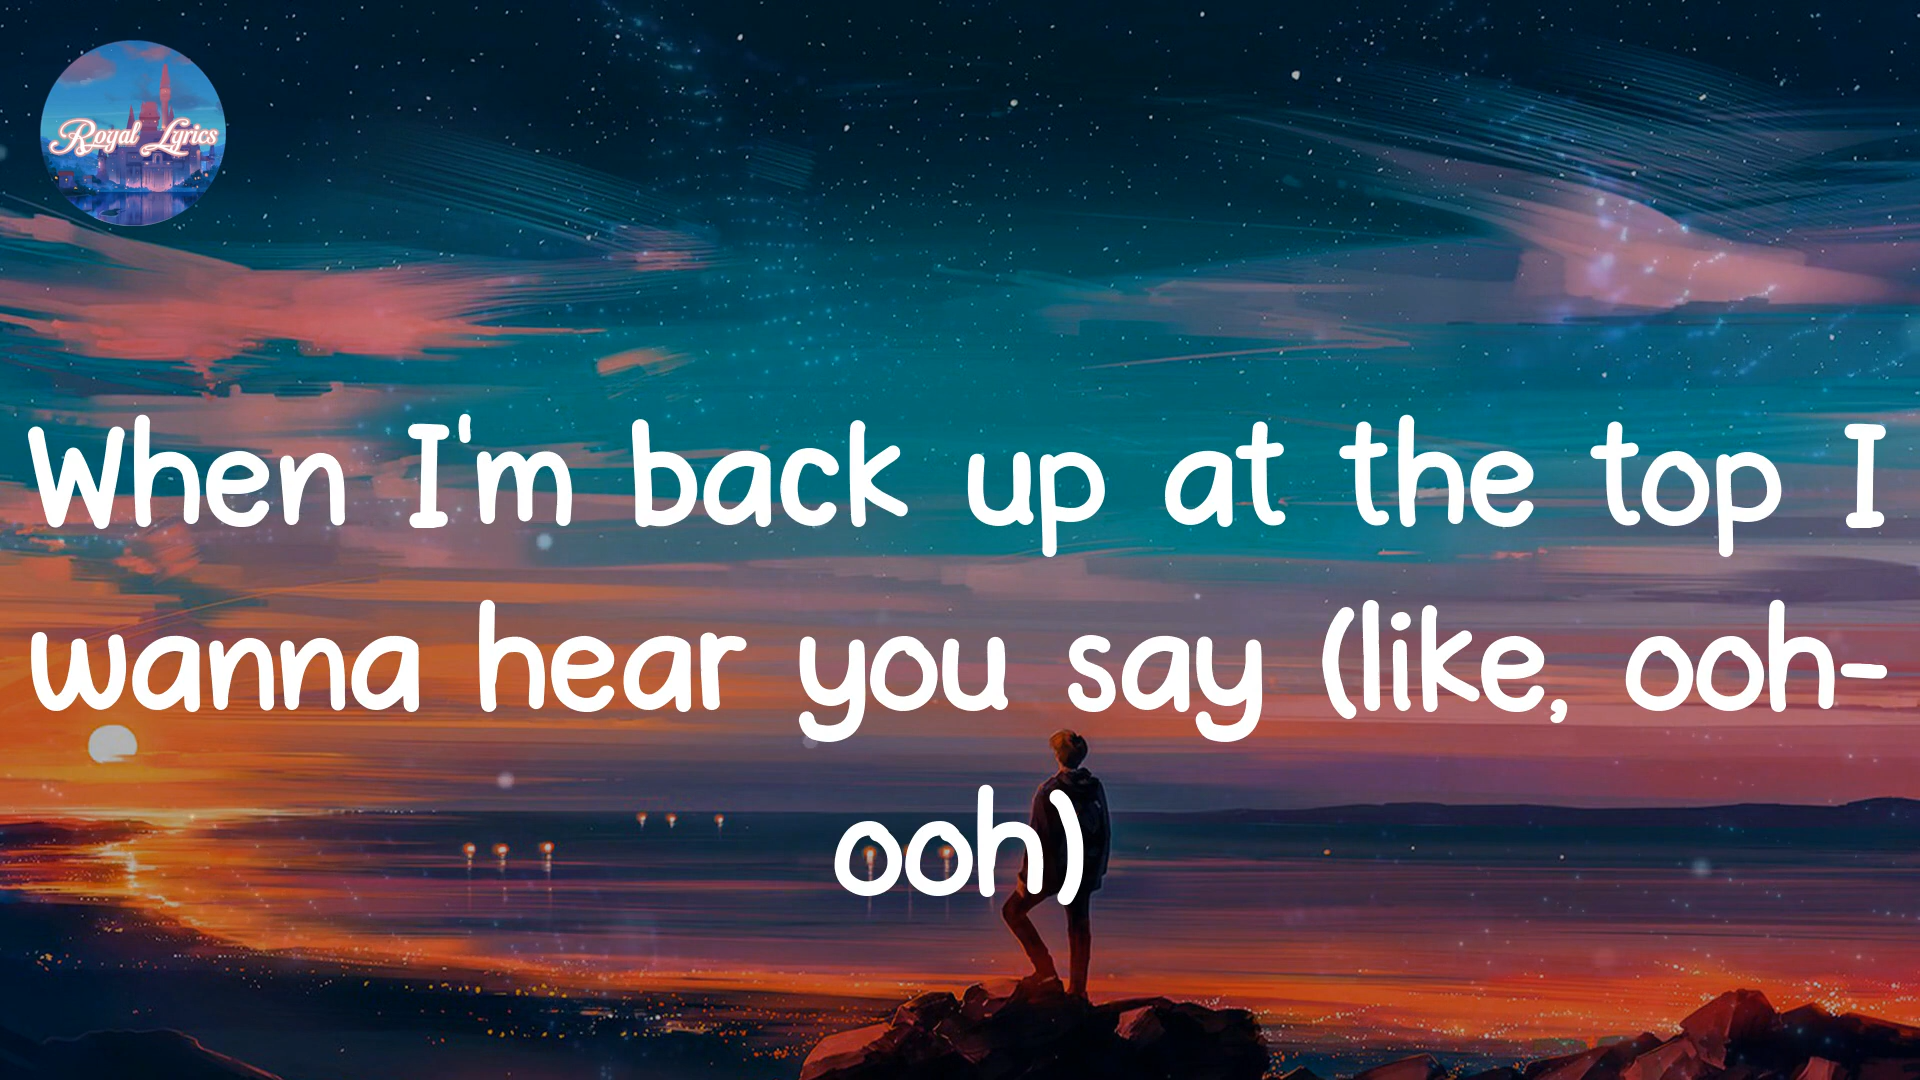 Royal Lyrics
When I'm back up at the top I
wanna hear you say (like, ooh-
ooh)